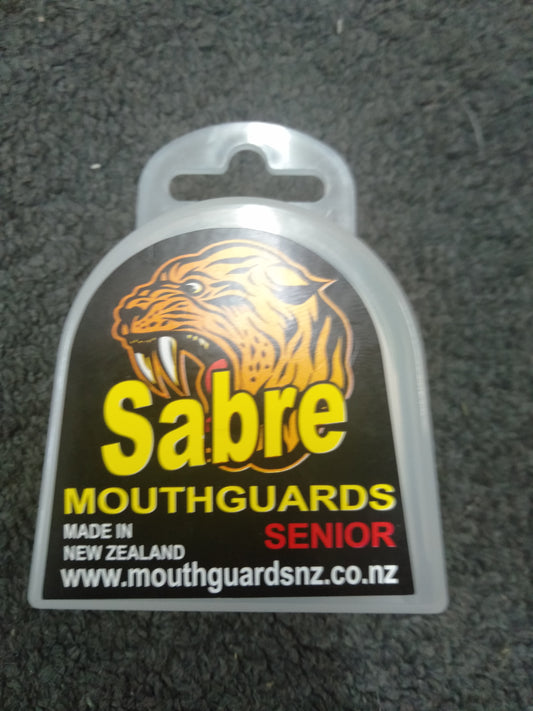 Sabre
MOUTHGUARDS
MADE IN
NEW ZEALAND
SENIOR
www.mouthguardsnz.co.nz